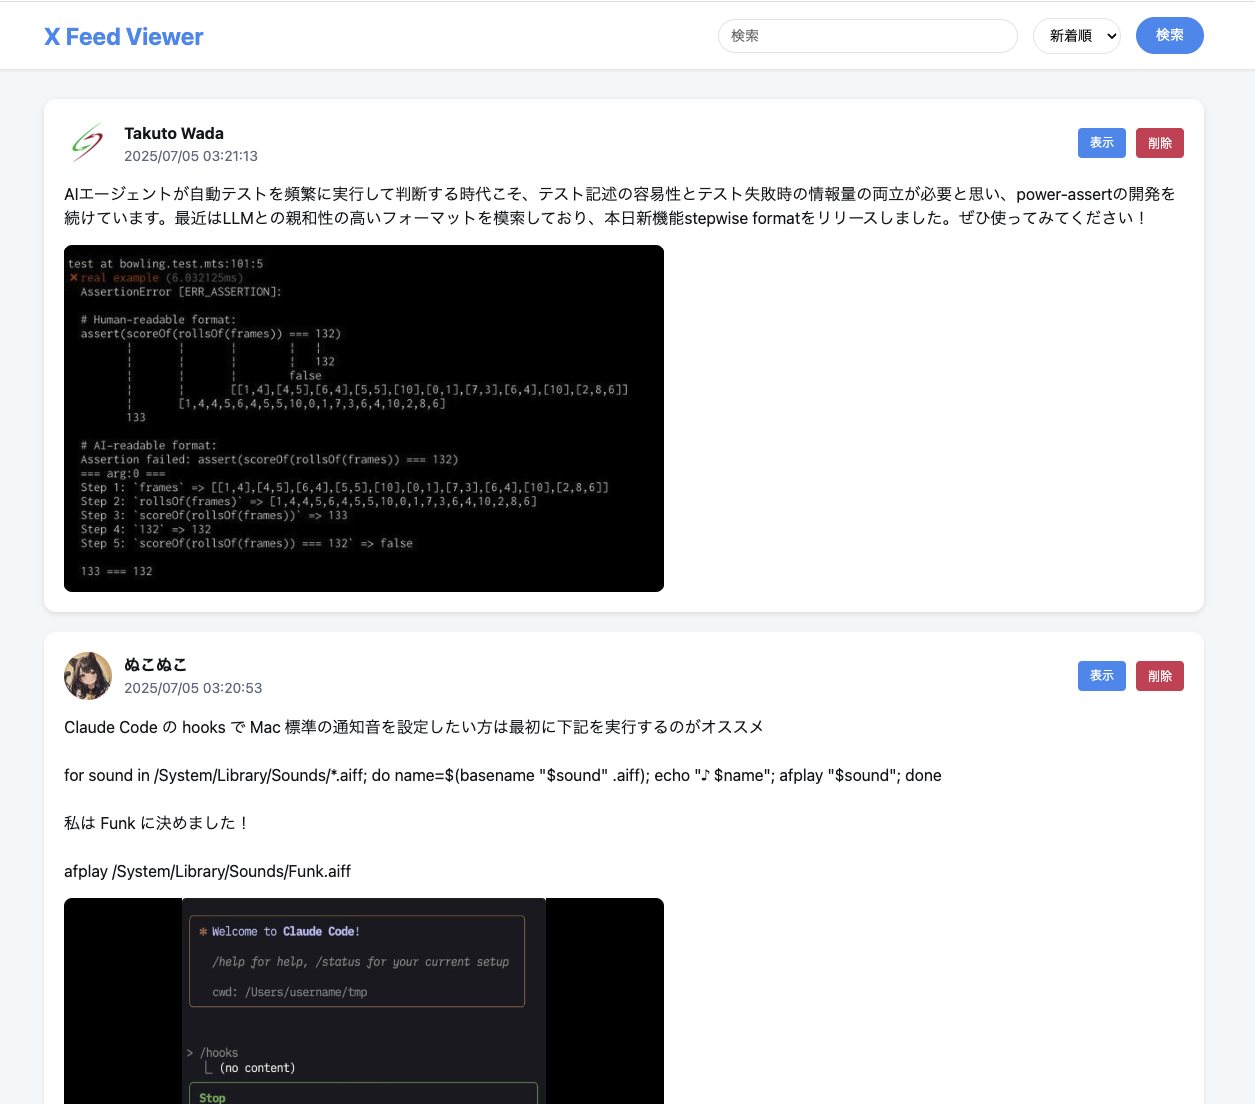 X Feed Viewer
検索
新着順
検索
Takuto Wada
2025/07/05 03:21:13
表示
削除
AIエージェントが自動テストを頻繁に実行して判断する時代こそ、テスト記述の容易性とテスト失敗時の情報量の両立が必要と思い、power-assertの開発を
続けています。最近はLLMとの親和性の高いフォーマットを模索しており、本日新機能stepwise formatをリリースしました。ぜひ使ってみてください！
test at bowling.test.mts:101:5
✖ real example (6.032125ms)
AssertionError [ERR_ASSERTION]:
# Human-readable format:
assert(scoreOf(rollsOf(frames)) === 132)
| | | | |
| | | | 132
| | | false
| | [[1,4],[4,5],[6,4],[5,5],[10],[0,1],[7,3],[6,4],[10],[2,8,6]]
| [1,4,4,5,6,4,5,5,10,0,1,7,3,6,4,10,2,8,6]
133
# AI-readable format:
Assertion failed: assert(scoreOf(rollsOf(frames)) === 132)
=== arg:0 ===
Step 1: `frames` => [[1,4],[4,5],[6,4],[5,5],[10],[0,1],[7,3],[6,4],[10],[2,8,6]]
Step 2: `rollsOf(frames)` => [1,4,4,5,6,4,5,5,10,0,1,7,3,6,4,10,2,8,6]
Step 3: `scoreOf(rollsOf(frames))` => 133
Step 4: `132` => 132
Step 5: `scoreOf(rollsOf(frames)) === 132` => false
133 === 132
ぬこぬこ
2025/07/05 03:20:53
表示
削除
Claude Code の hooks で Mac 標準の通知音を設定したい方は最初に下記を実行するのがオススメ
for sound in /System/Library/Sounds/*.aiff; do name=$(basename "$sound" .aiff); echo "♪ $name"; afplay "$sound"; done
私は Funk に決めました！
afplay /System/Library/Sounds/Funk.aiff
✻ Welcome to Claude Code!
/help for help, /status for your current setup
cwd: /Users/username/tmp
> /hooks
⎿ (no content)
Stop